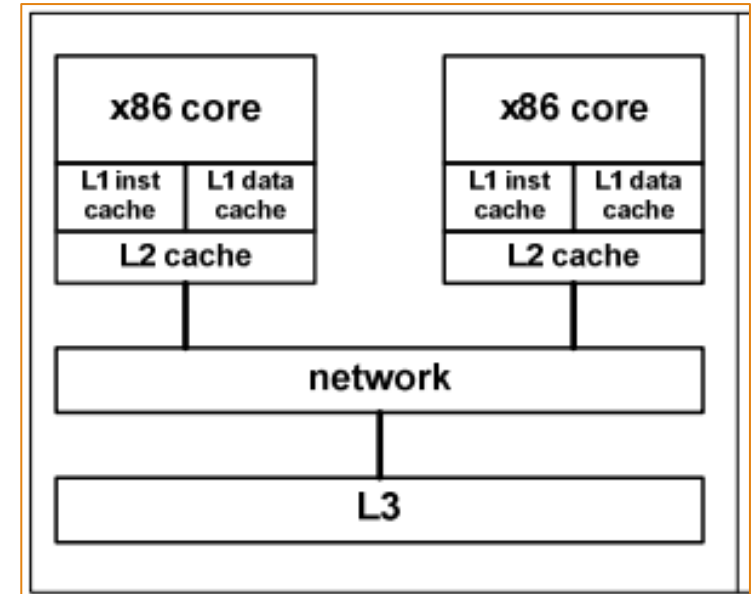 x86 core
x86 core
L1 inst
cache
L1 data
cache
L1 inst
cache
L1 data
cache
L2 cache
L2 cache
network
L3